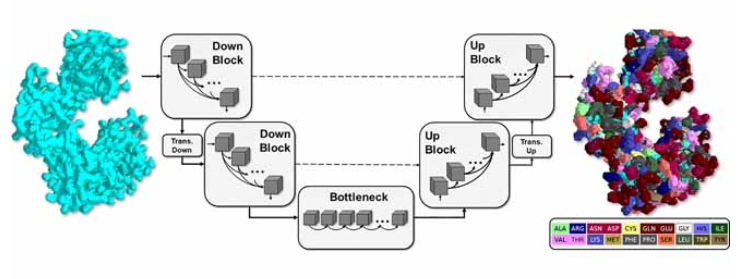 Down
Block
Up
Block
Trans.
Down
Down
Block
Up
Block
Trans.
Up
Bottleneck
ALA ARG ASN ASP CYS GLN GLU GLY HIS ILE
VAL THR LYS MET PHE PRO SER LEU TRP TYR